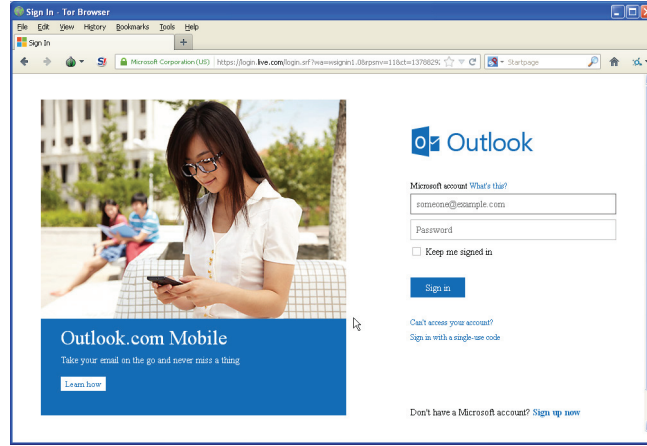 Sign In - Tor Browser
File Edit View History Bookmarks Tools Help
Sign In
Microsoft Corporation (US) https://login.live.com/login.srf?wa=wsignin1.0&rpsnv=11&ct=1378829 Startpage
Outlook
Microsoft account What's this?
someone@example.com
Password
Keep me signed in
Sign in
Outlook.com Mobile
Take your email on the go and never miss a thing
Learn how
Can't access your account?
Sign in with a single-use code
Don't have a Microsoft account? Sign up now